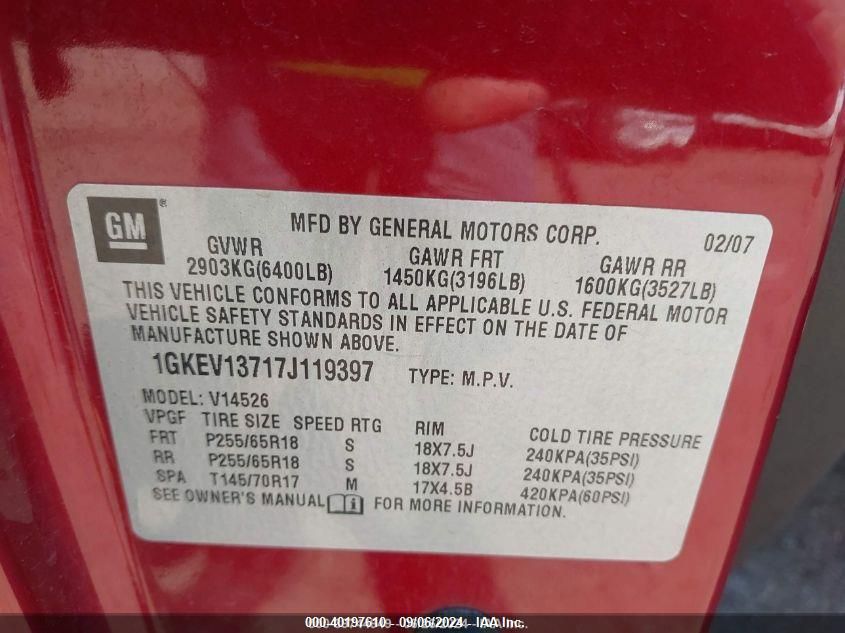 GM®
MFD BY GENERAL MOTORS CORP. 02/07
GVWR GAWR FRT GAWR RR
2903KG(6400LB) 1450KG(3196LB) 1600KG(3527LB)
THIS VEHICLE CONFORMS TO ALL APPLICABLE U.S. FEDERAL MOTOR
VEHICLE SAFETY STANDARDS IN EFFECT ON THE DATE OF
MANUFACTURE SHOWN ABOVE.
1GKEV13717J119397 TYPE: M.P.V.
MODEL: V14526
VPGF TIRE SIZE SPEED RTG RIM COLD TIRE PRESSURE
FRT P255/65R18 S 18X7.5J 240KPA(35PSI)
RR P255/65R18 S 18X7.5J 240KPA(35PSI)
SPA T145/70R17 M 17X4.5B 420KPA(60PSI)
SEE OWNER'S MANUAL FOR MORE INFORMATION.
000-40197610 - 09/06/2024 - IAA Inc.